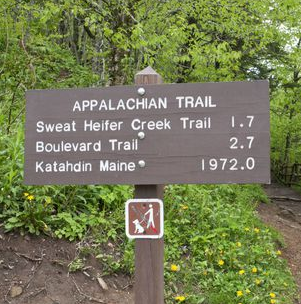 APPALACHIAN TRAIL
Sweat Heifer Creek Trail 1.7
Boulevard Trail 2.7
Katahdin Maine 1972.0